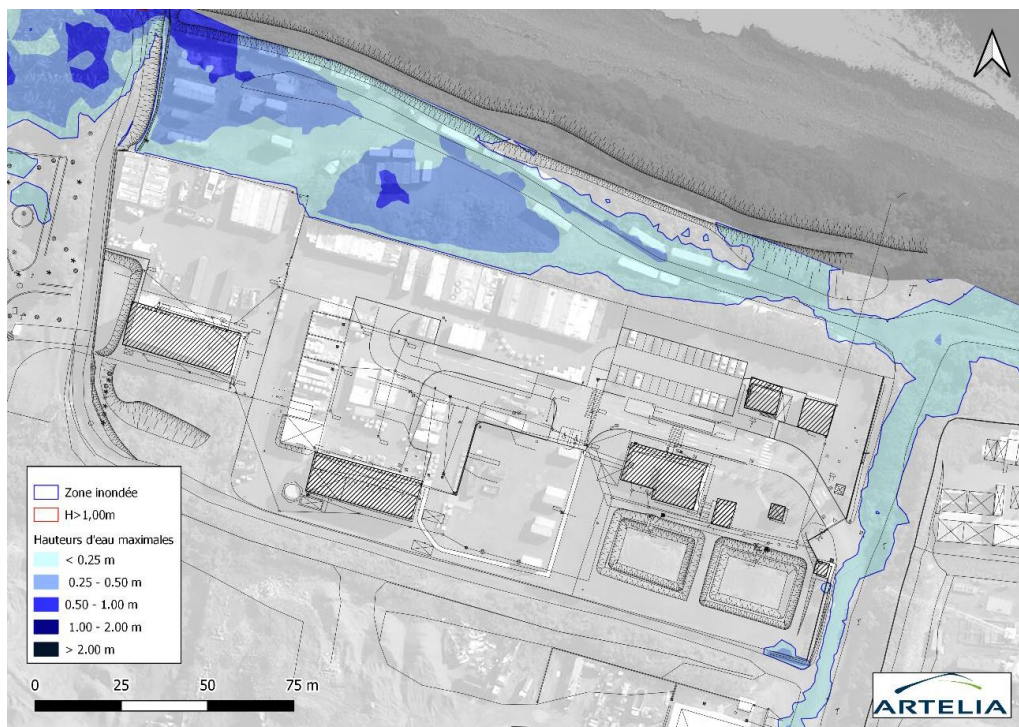 Zone inondée
H>1,00m
Hauteurs d'eau maximales
< 0.25 m
0.25 - 0.50 m
0.50 - 1.00 m
1.00 - 2.00 m
> 2.00 m
0 25 50 75 m
ARTELIA